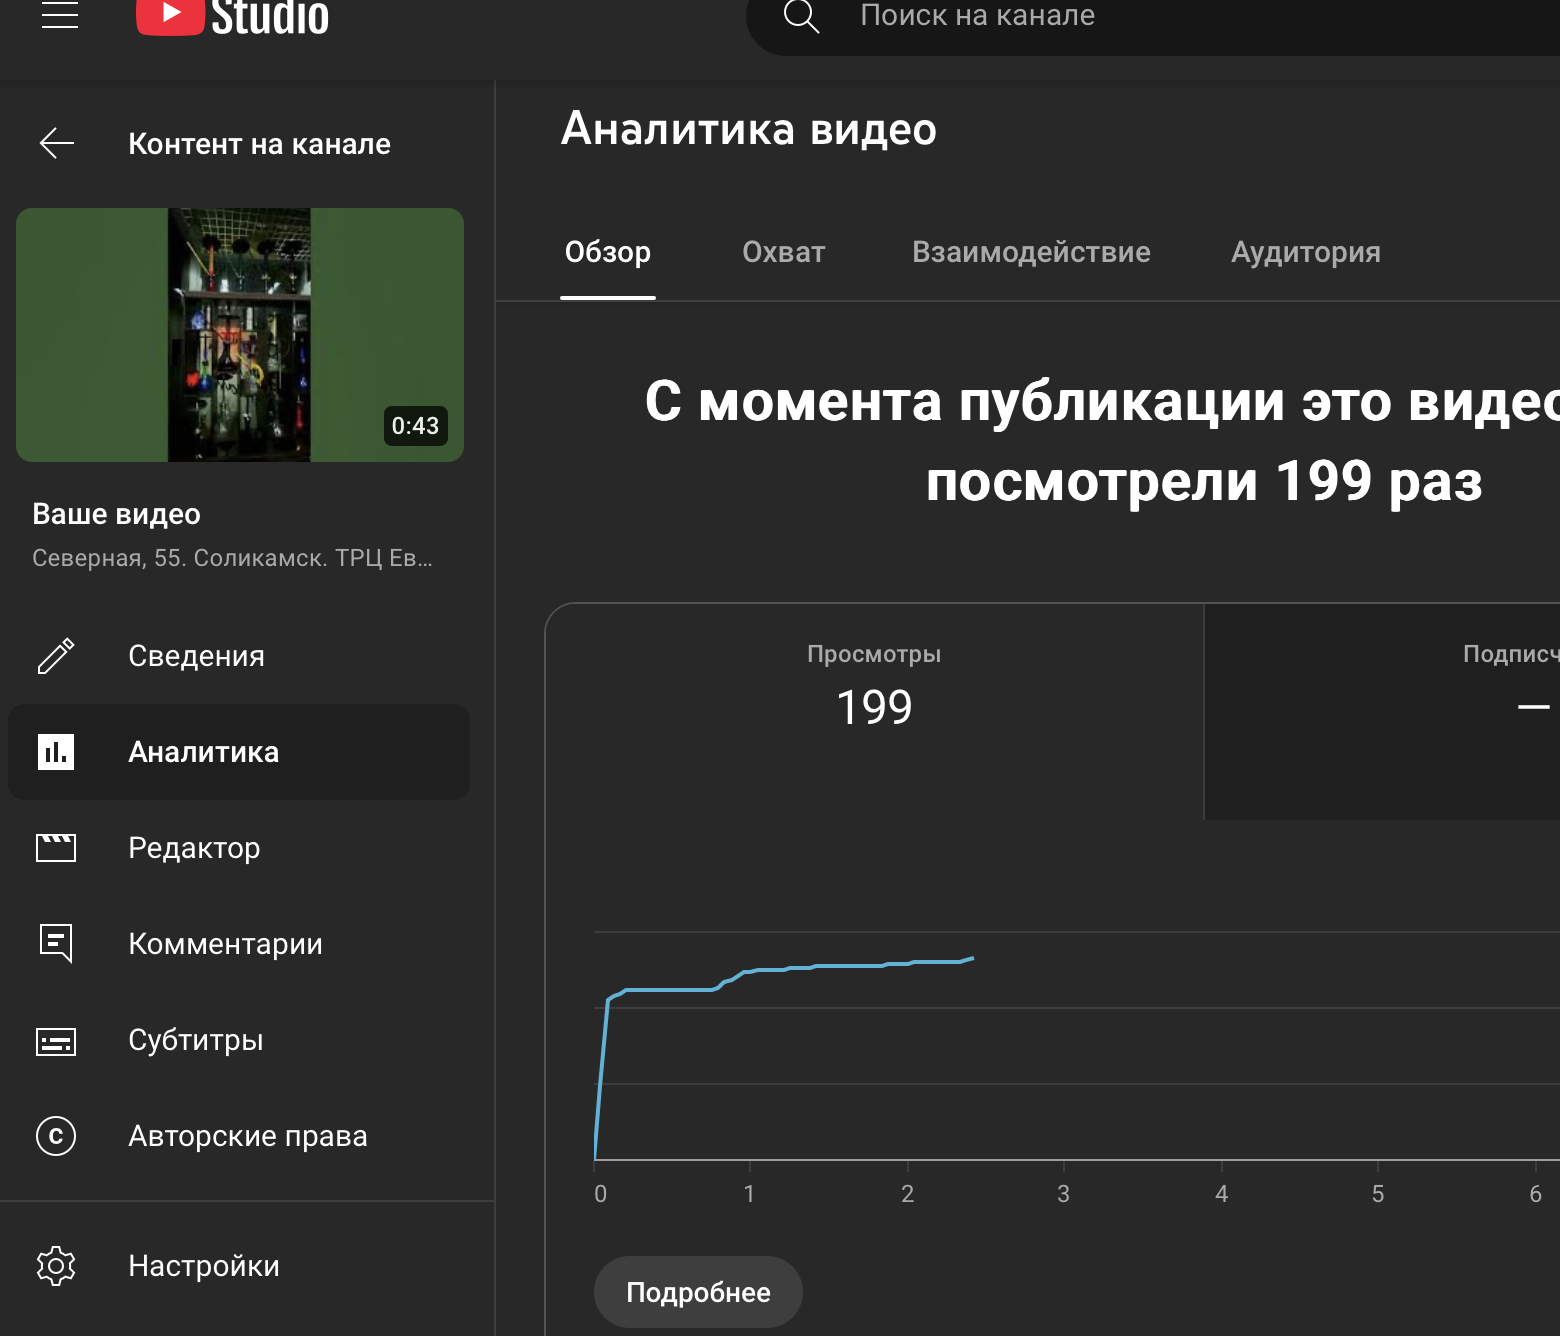 Studio
Поиск на канале
Контент на канале
0:43
Ваше видео
Северная, 55. Соликамск. ТРЦ Ев...
Сведения
Аналитика
Редактор
Комментарии
Субтитры
Авторские права
Настройки
Аналитика видео
Обзор
Охват
Взаимодействие
Аудитория
С момента публикации это видео
посмотрели 199 раз
Просмотры
199
Подписч
—
0 1 2 3 4 5 6
Подробнее